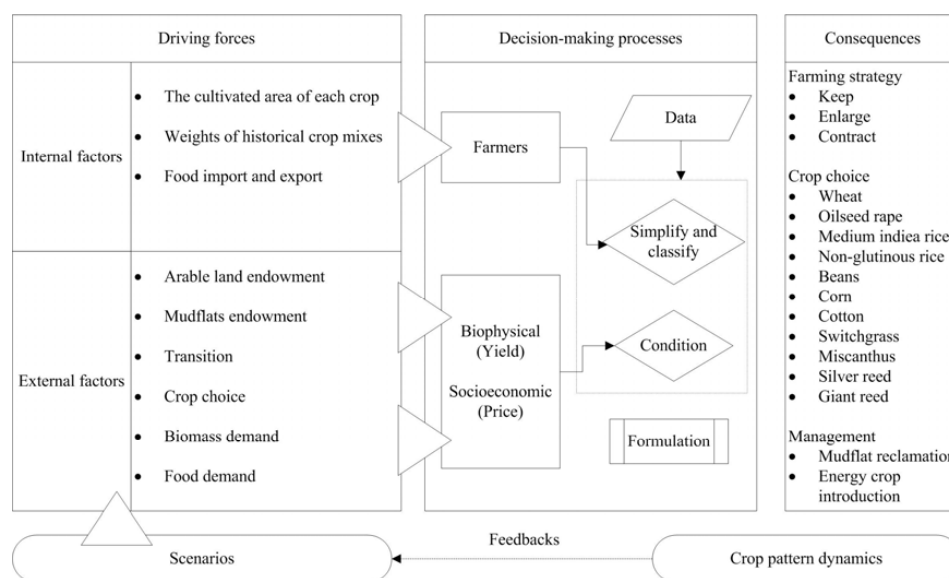 Driving forces
Decision-making processes
Consequences
Internal factors
● The cultivated area of each crop
● Weights of historical crop mixes
● Food import and export
External factors
● Arable land endowment
● Mudflats endowment
● Transition
● Crop choice
● Biomass demand
● Food demand
Farmers
Data
Simplify and
classify
Biophysical
(Yield)
Socioeconomic
(Price)
Condition
Formulation
Farming strategy
● Keep
● Enlarge
● Contract
Crop choice
● Wheat
● Oilseed rape
● Medium indiea rice
● Non-glutinous rice
● Beans
● Corn
● Cotton
● Switchgrass
● Miscanthus
● Silver reed
● Giant reed
Management
● Mudflat reclamation
● Energy crop
introduction
Scenarios
Feedbacks
Crop pattern dynamics